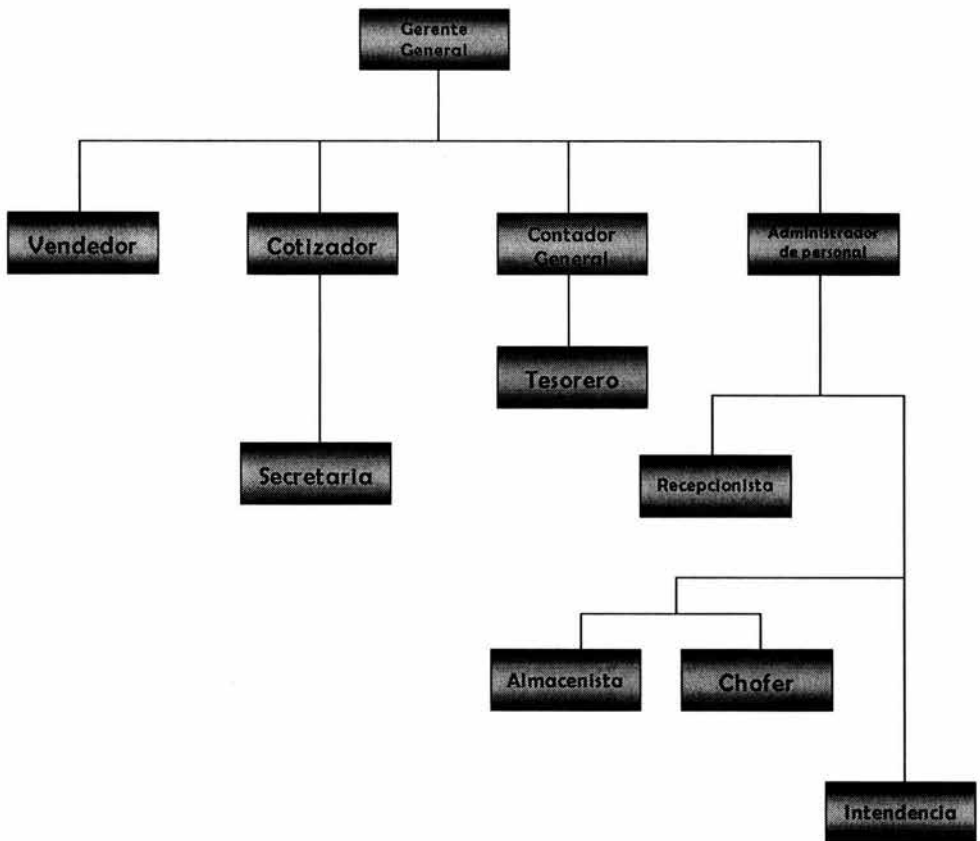 Gerente
General
Vendedor
Cotizador
Contador
General
Administrador
de personal
Tesorero
Secretaria
Recepcionista
Almacenista
Chofer
Intendencia